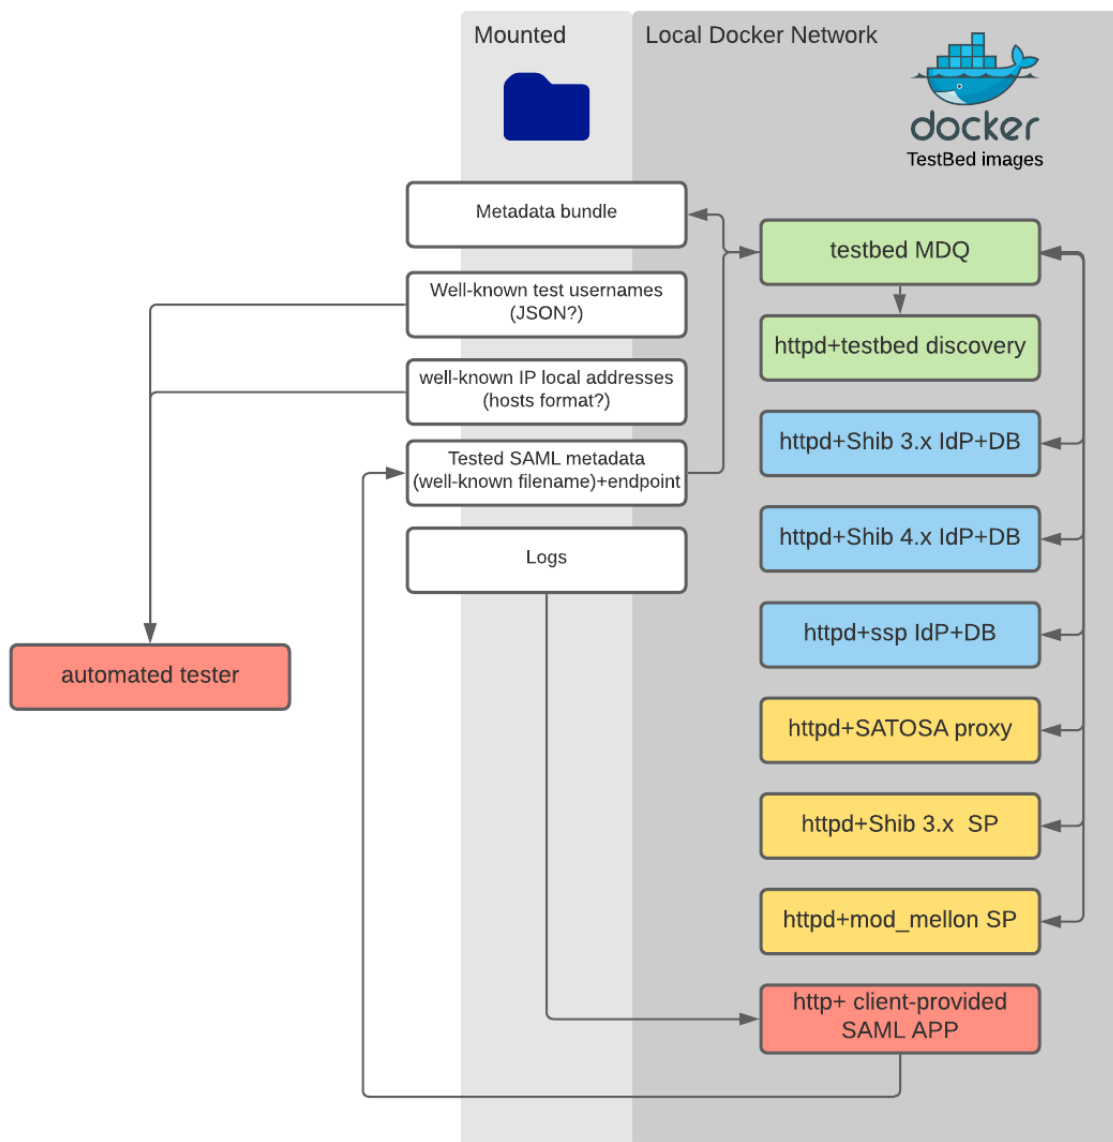 Mounted
Local Docker Network
docker
TestBed images
Metadata bundle
testbed MDQ
Well-known test usernames
(JSON?)
httpd+testbed discovery
well-known IP local addresses
(hosts format?)
httpd+Shib 3.x IdP+DB
Tested SAML metadata
(well-known filename)+endpoint
httpd+Shib 4.x IdP+DB
Logs
httpd+ssp IdP+DB
automated tester
httpd+SATOSA proxy
httpd+Shib 3.x  SP
httpd+mod_mellon SP
http+ client-provided
SAML APP